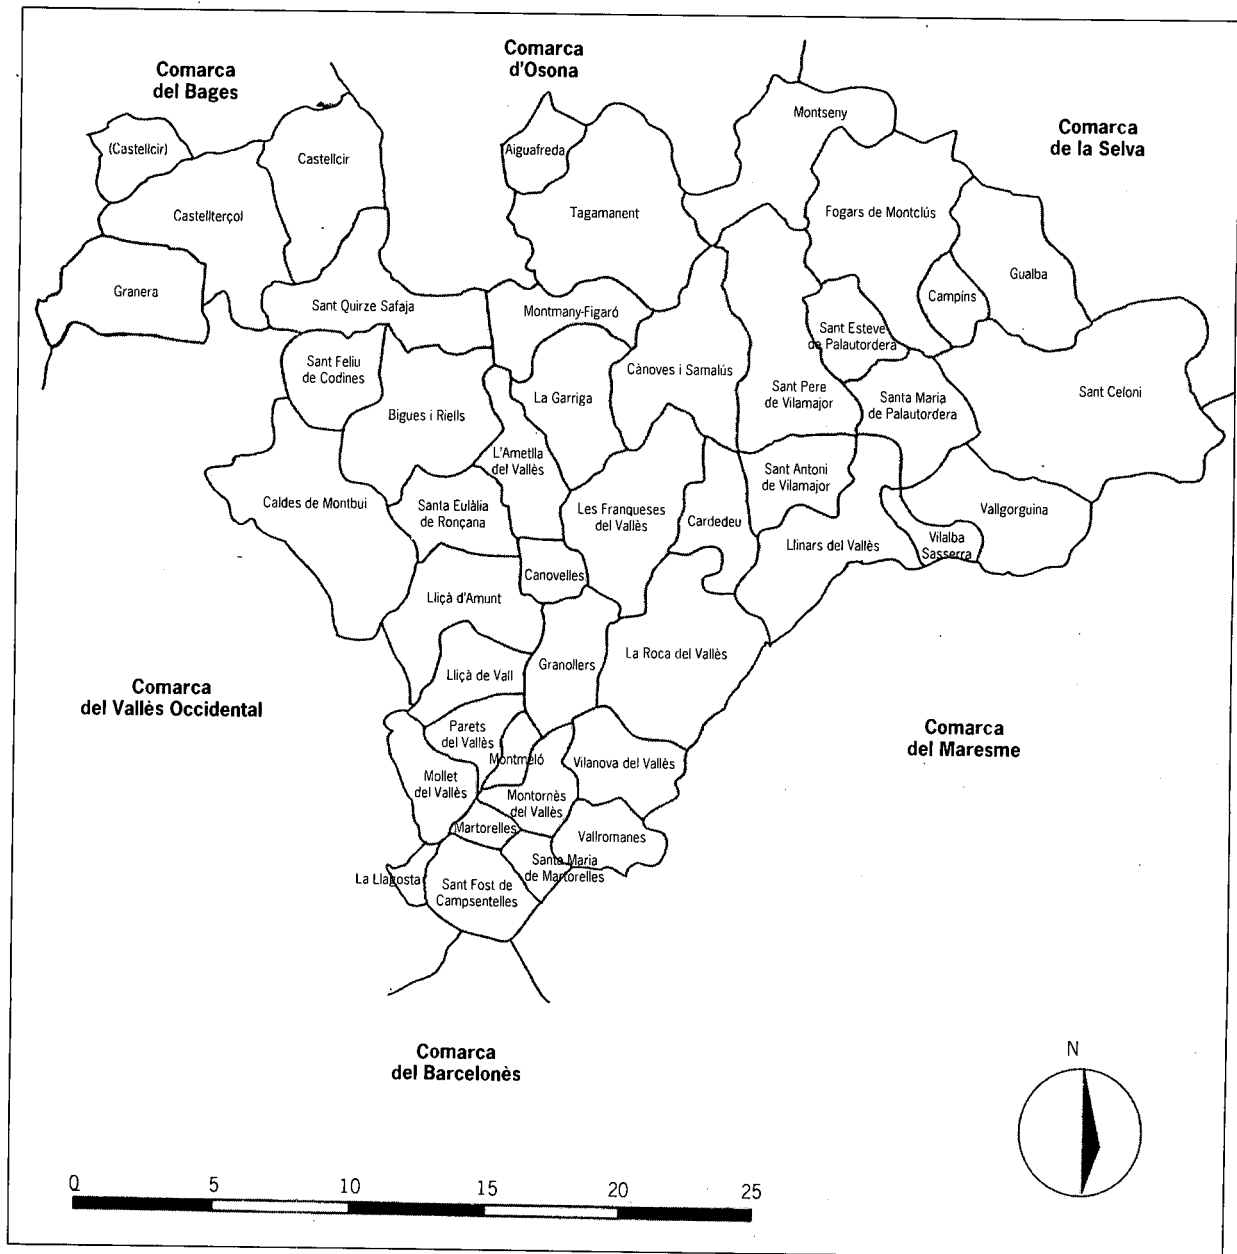 Comarca
del Bages
Comarca
d'Osona
Comarca
de la Selva
Montseny
(Castellcir)
Castellcir
Aiguafreda
Castellterçol
Tagamanent
Fogars de Montclús
Gualba
Granera
Sant Quirze Safaja
Montmany-Figaró
Campíns
Sant Esteve
de Palautordera
Sant Feliu
de Codines
La Garriga
Cànoves i Samalús
Sant Pere
de Vilamajor
Santa Maria
de Palautordera
Sant Celoni
Bigues i Riells
L'Ametlla
del Vallès
Sant Antoni
de Vilamajor
Caldes de Montbui
Santa Eulàlia
de Ronçana
Les Franqueses
del Vallès
Cardedeu
Vallgorguina
Llinars del Vallès
Vilalba
Sasserra
Canovelles
Lliçà d'Amunt
Granollers
La Roca del Vallès
Lliçà de Vall
Comarca
del Vallès Occidental
Comarca
del Maresme
Parets
del Vallès
Montmeló
Vilanova del Vallès
Mollet
del Vallès
Montornès
del Vallès
Martorelles
Vallromanes
Santa Maria
de Martorelles
La Llagosta
Sant Fost de
Campsentelles
Comarca
del Barcelonès
N
0 5 10 15 20 25